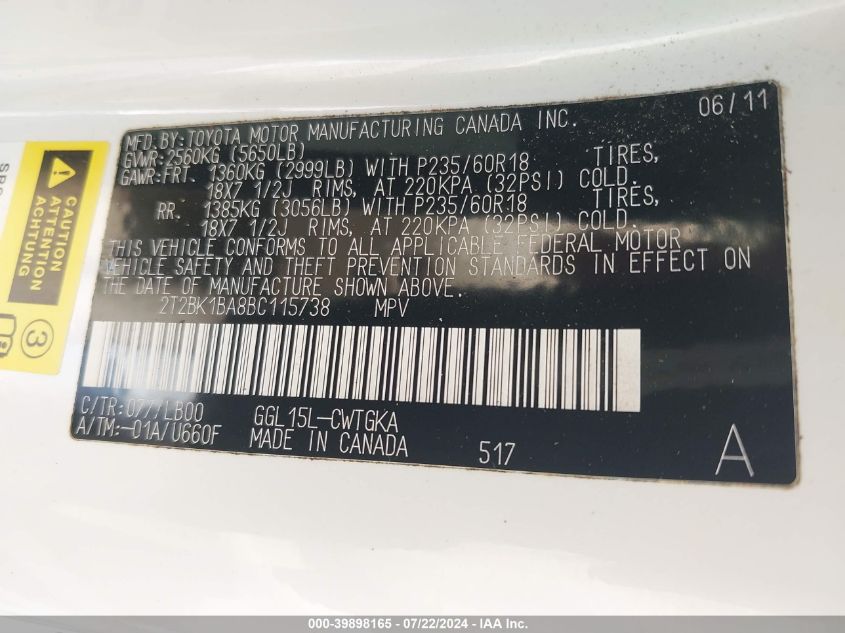 06/11
MFD. BY: TOYOTA MOTOR MANUFACTURING CANADA INC.
GVWR: 2560KG (5650LB)
GAWR: FRT. 1360KG (2999LB) WITH P235/60R18 TIRES,
18X7 1/2J RIMS, AT 220KPA (32PSI) COLD.
RR. 1385KG (3056LB) WITH P235/60R18 TIRES,
18X7 1/2J RIMS, AT 220KPA (32PSI) COLD.
THIS VEHICLE CONFORMS TO ALL APPLICABLE FEDERAL MOTOR
VEHICLE SAFETY AND THEFT PREVENTION STANDARDS IN EFFECT ON
THE DATE OF MANUFACTURE SHOWN ABOVE.
2T2BK1BA8BC115738 MPV
C/TR: 077/LB00 GGL15L-CWTGKA
A/TM:-01A/U660F MADE IN CANADA 517 A
CAUTION
ATTENTION
ACHTUNG
3
000-39898165 - 07/22/2024 - IAA, Inc.